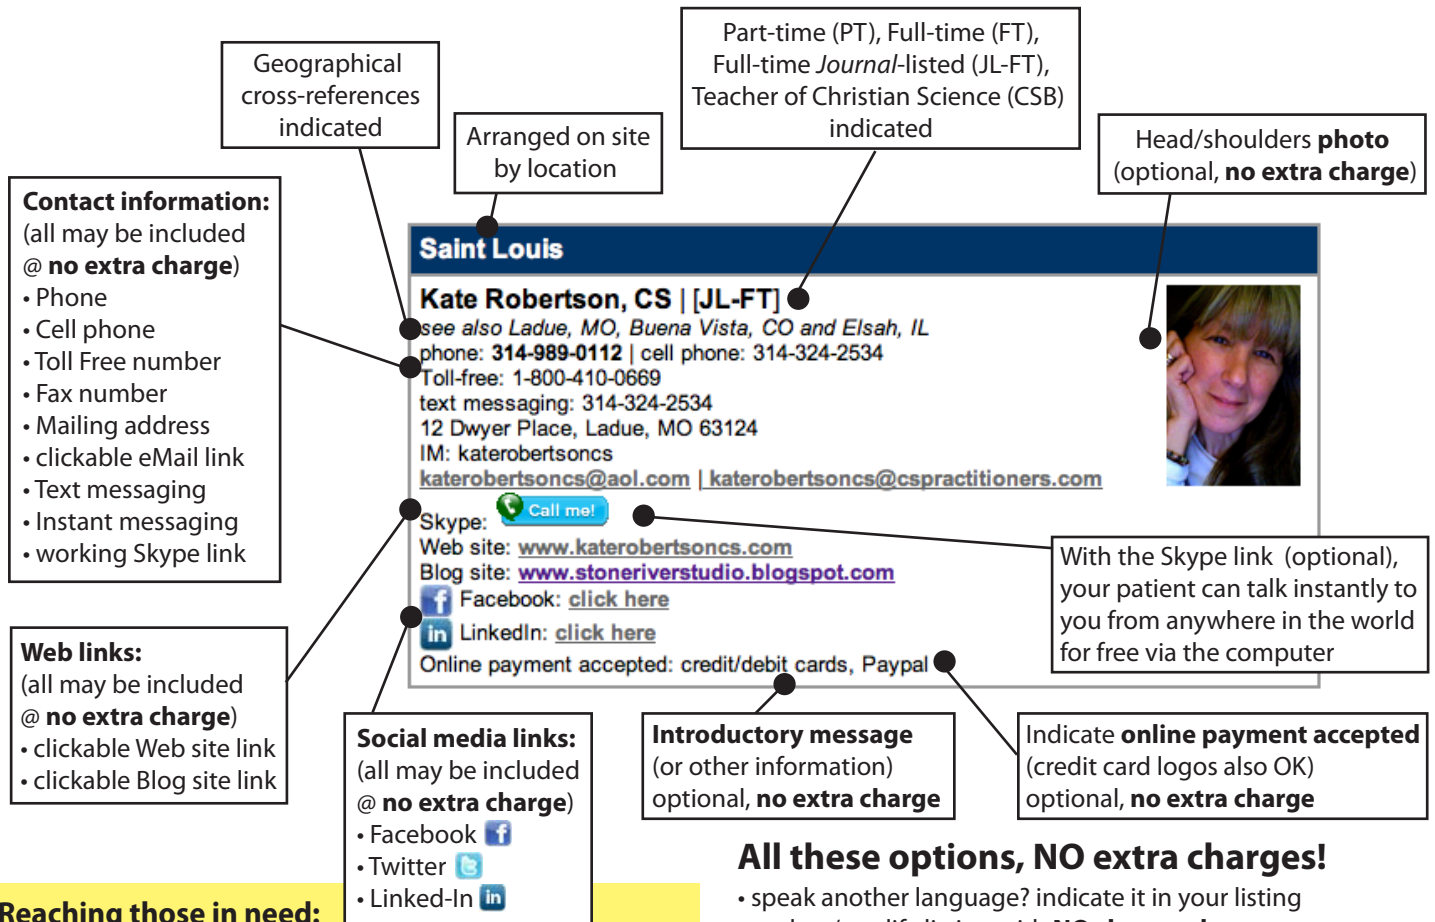 Part-time (PT), Full-time (FT),
Full-time Journal-listed (JL-FT),
Teacher of Christian Science (CSB)
indicated
Geographical
cross-references
indicated
Arranged on site
by location
Head/shoulders photo
(optional, no extra charge)
Contact information:
(all may be included
@ no extra charge)
• Phone
• Cell phone
• Toll Free number
• Fax number
• Mailing address
• clickable eMail link
• Text messaging
• Instant messaging
• working Skype link
Saint Louis
Kate Robertson, CS | [JL-FT]
see also Ladue, MO, Buena Vista, CO and Elsah, IL
phone: 314-989-0112 | cell phone: 314-324-2534
Toll-free: 1-800-410-0669
text messaging: 314-324-2534
12 Dwyer Place, Ladue, MO 63124
IM: katerobertsoncs
katerobertsoncs@aol.com | katerobertsoncs@cspractitioners.com
Skype: Call me!
Web site: www.katerobertsoncs.com
Blog site: www.stoneriverstudio.blogspot.com
f Facebook: click here
in LinkedIn: click here
Online payment accepted: credit/debit cards, Paypal
With the Skype link (optional),
your patient can talk instantly to
you from anywhere in the world
for free via the computer
Web links:
(all may be included
@ no extra charge)
• clickable Web site link
• clickable Blog site link
Social media links:
(all may be included
@ no extra charge)
• Facebook f
• Twitter t
• Linked-In in
Introductory message
(or other information)
optional, no extra charge
Indicate online payment accepted
(credit card logos also OK)
optional, no extra charge
All these options, NO extra charges!
• speak another language? indicate it in your listing
Reaching those in need: